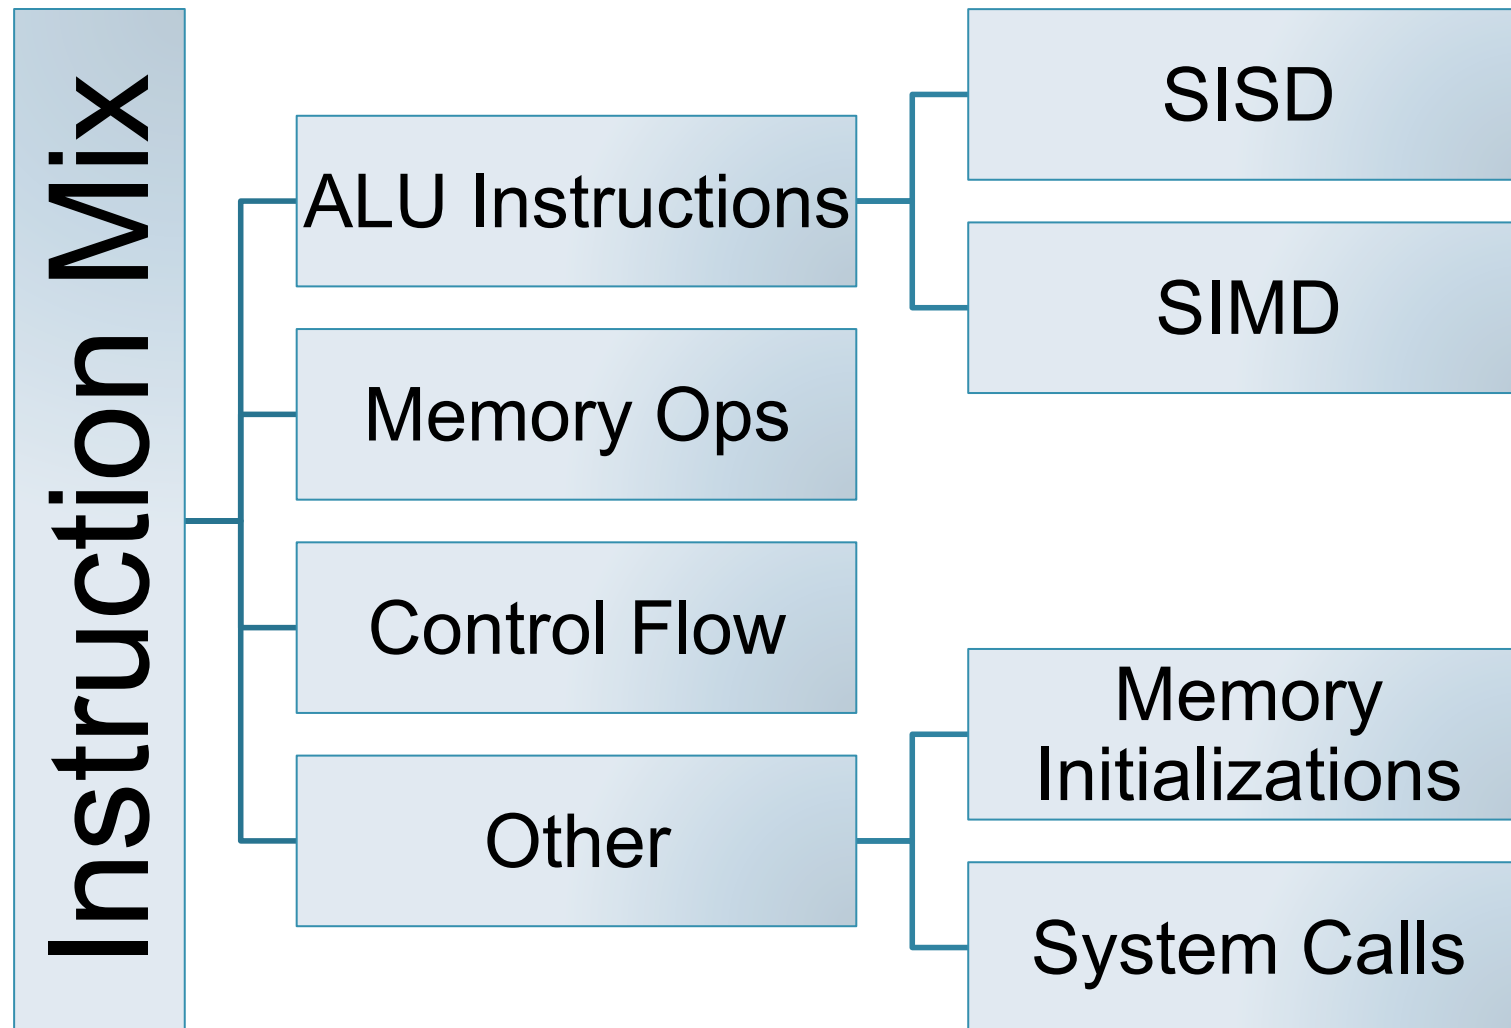 Instruction Mix
ALU Instructions
SISD
SIMD
Memory Ops
Control Flow
Other
Memory
Initializations
System Calls